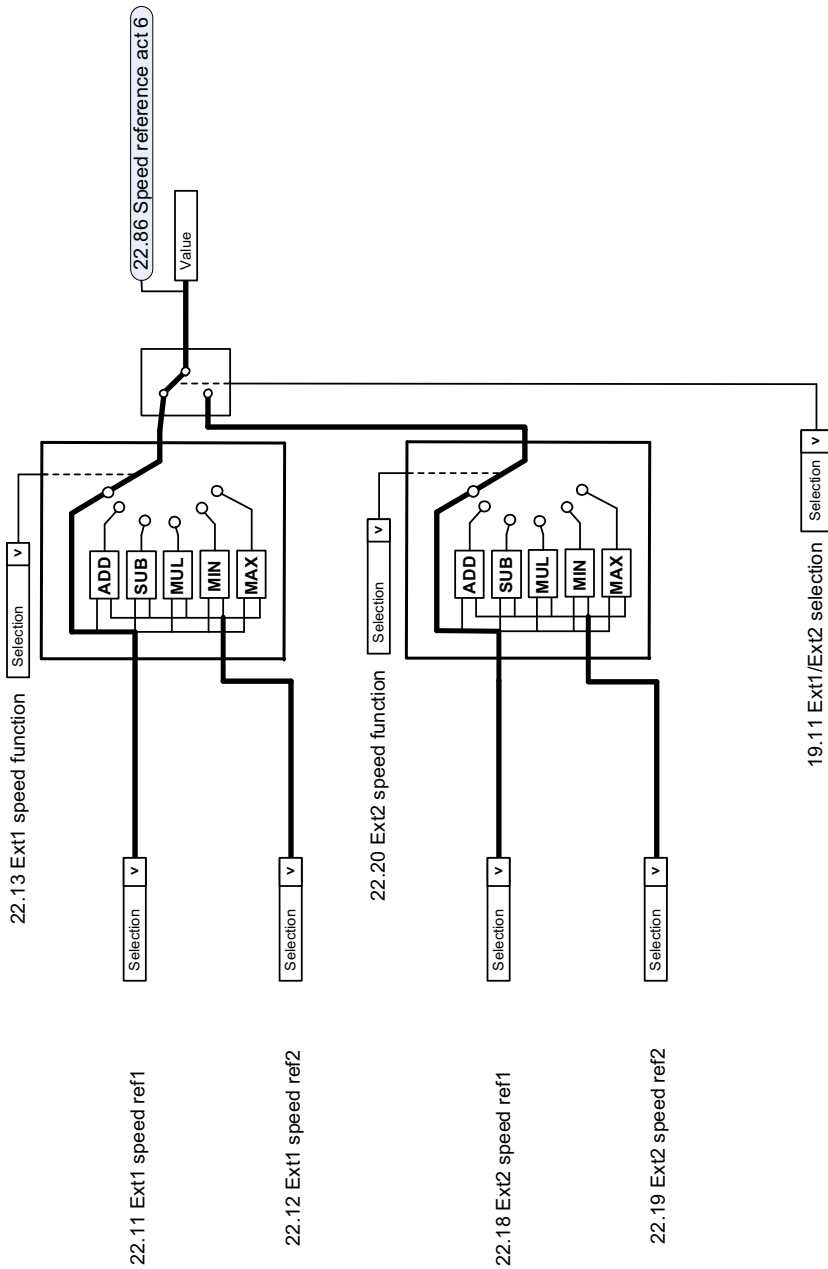 22.13 Ext1 speed function
Selection v
22.11 Ext1 speed ref1
Selection v
22.12 Ext1 speed ref2
Selection v
ADD
SUB
MUL
MIN
MAX
22.86 Speed reference act 6
Value
22.20 Ext2 speed function
Selection v
22.18 Ext2 speed ref1
Selection v
22.19 Ext2 speed ref2
Selection v
ADD
SUB
MUL
MIN
MAX
19.11 Ext1/Ext2 selection
Selection v